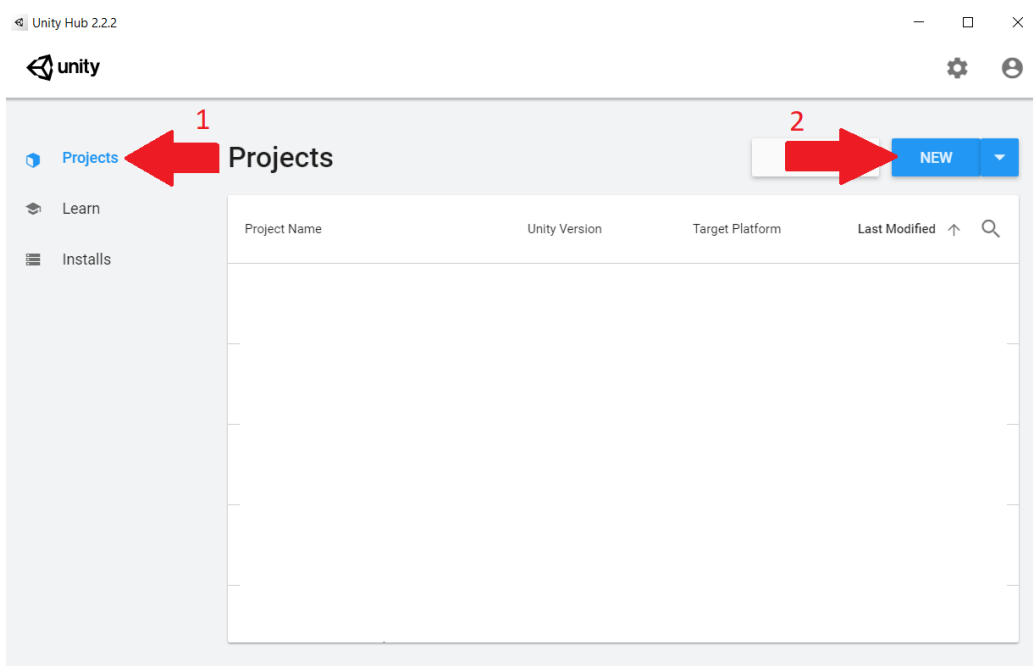 Unity Hub 2.2.2
unity
1
2
Projects
Projects
NEW
Learn
Installs
Project Name Unity Version Target Platform Last Modified